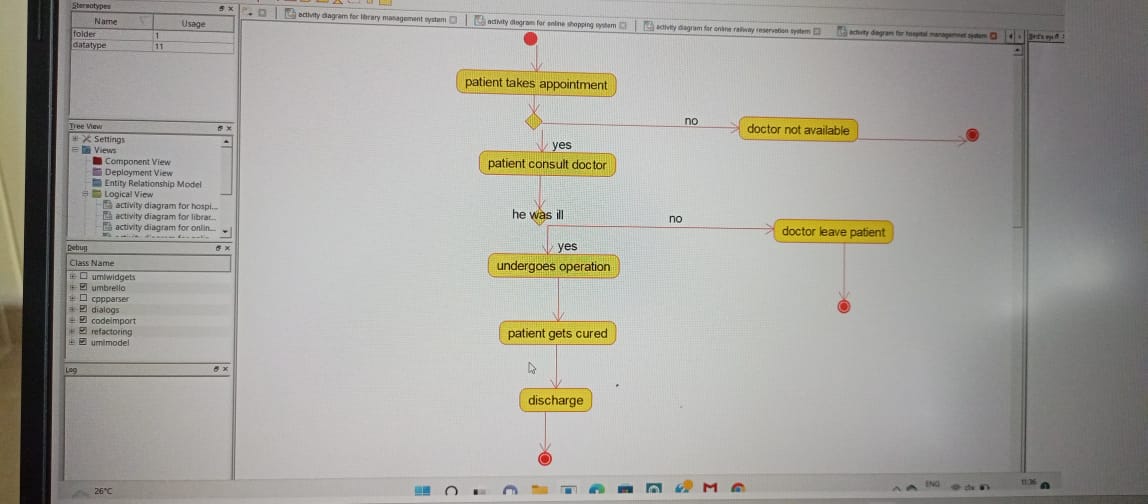 Stereotypes
activity diagram for library management system
activity diagram for online shopping system
activity diagram for online railway reservation system
activity diagram for hospital managemnet system
Bird's eye
Name Usage
folder 1
datatype 11
patient takes appointment
no
doctor not available
yes
patient consult doctor
Tree View
Settings
Views
Component View
Deployment View
Entity Relationship Model
Logical View
activity diagram for hospi...
activity diagram for librar...
activity diagram for onlin...
he was ill
no
doctor leave patient
yes
undergoes operation
Debug
Class Name
umlwidgets
umbrello
cppparser
dialogs
codeimport
refactoring
umlmodel
patient gets cured
Log
discharge
26°C
ENG
11:36